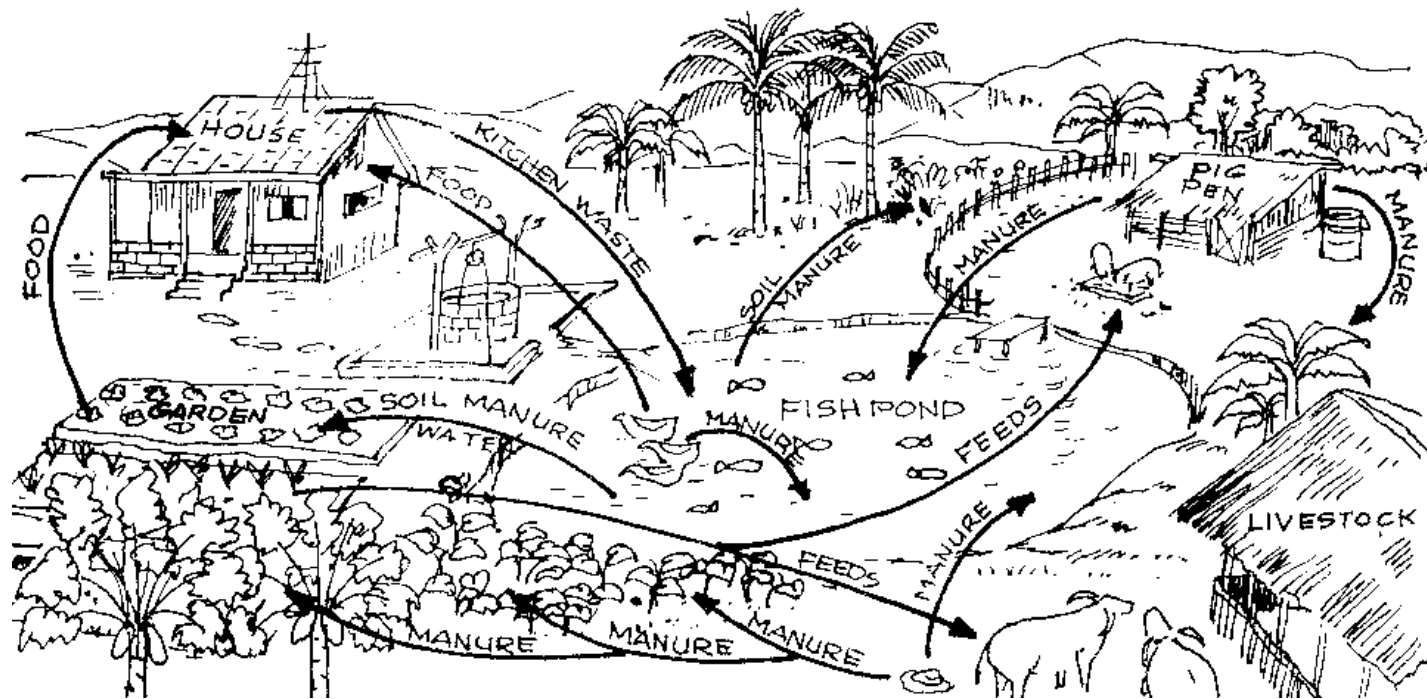 HOUSE
KITCHEN WASTE
FOOD
FOOD
PIG
PEN
MANURE
MANURE
SOIL
MANURE
GARDEN
SOIL MANURE
WATER
MANURE
FISH POND
FEEDS
MANURE
LIVESTOCK
FEEDS
MANURE
MANURE
MANURE